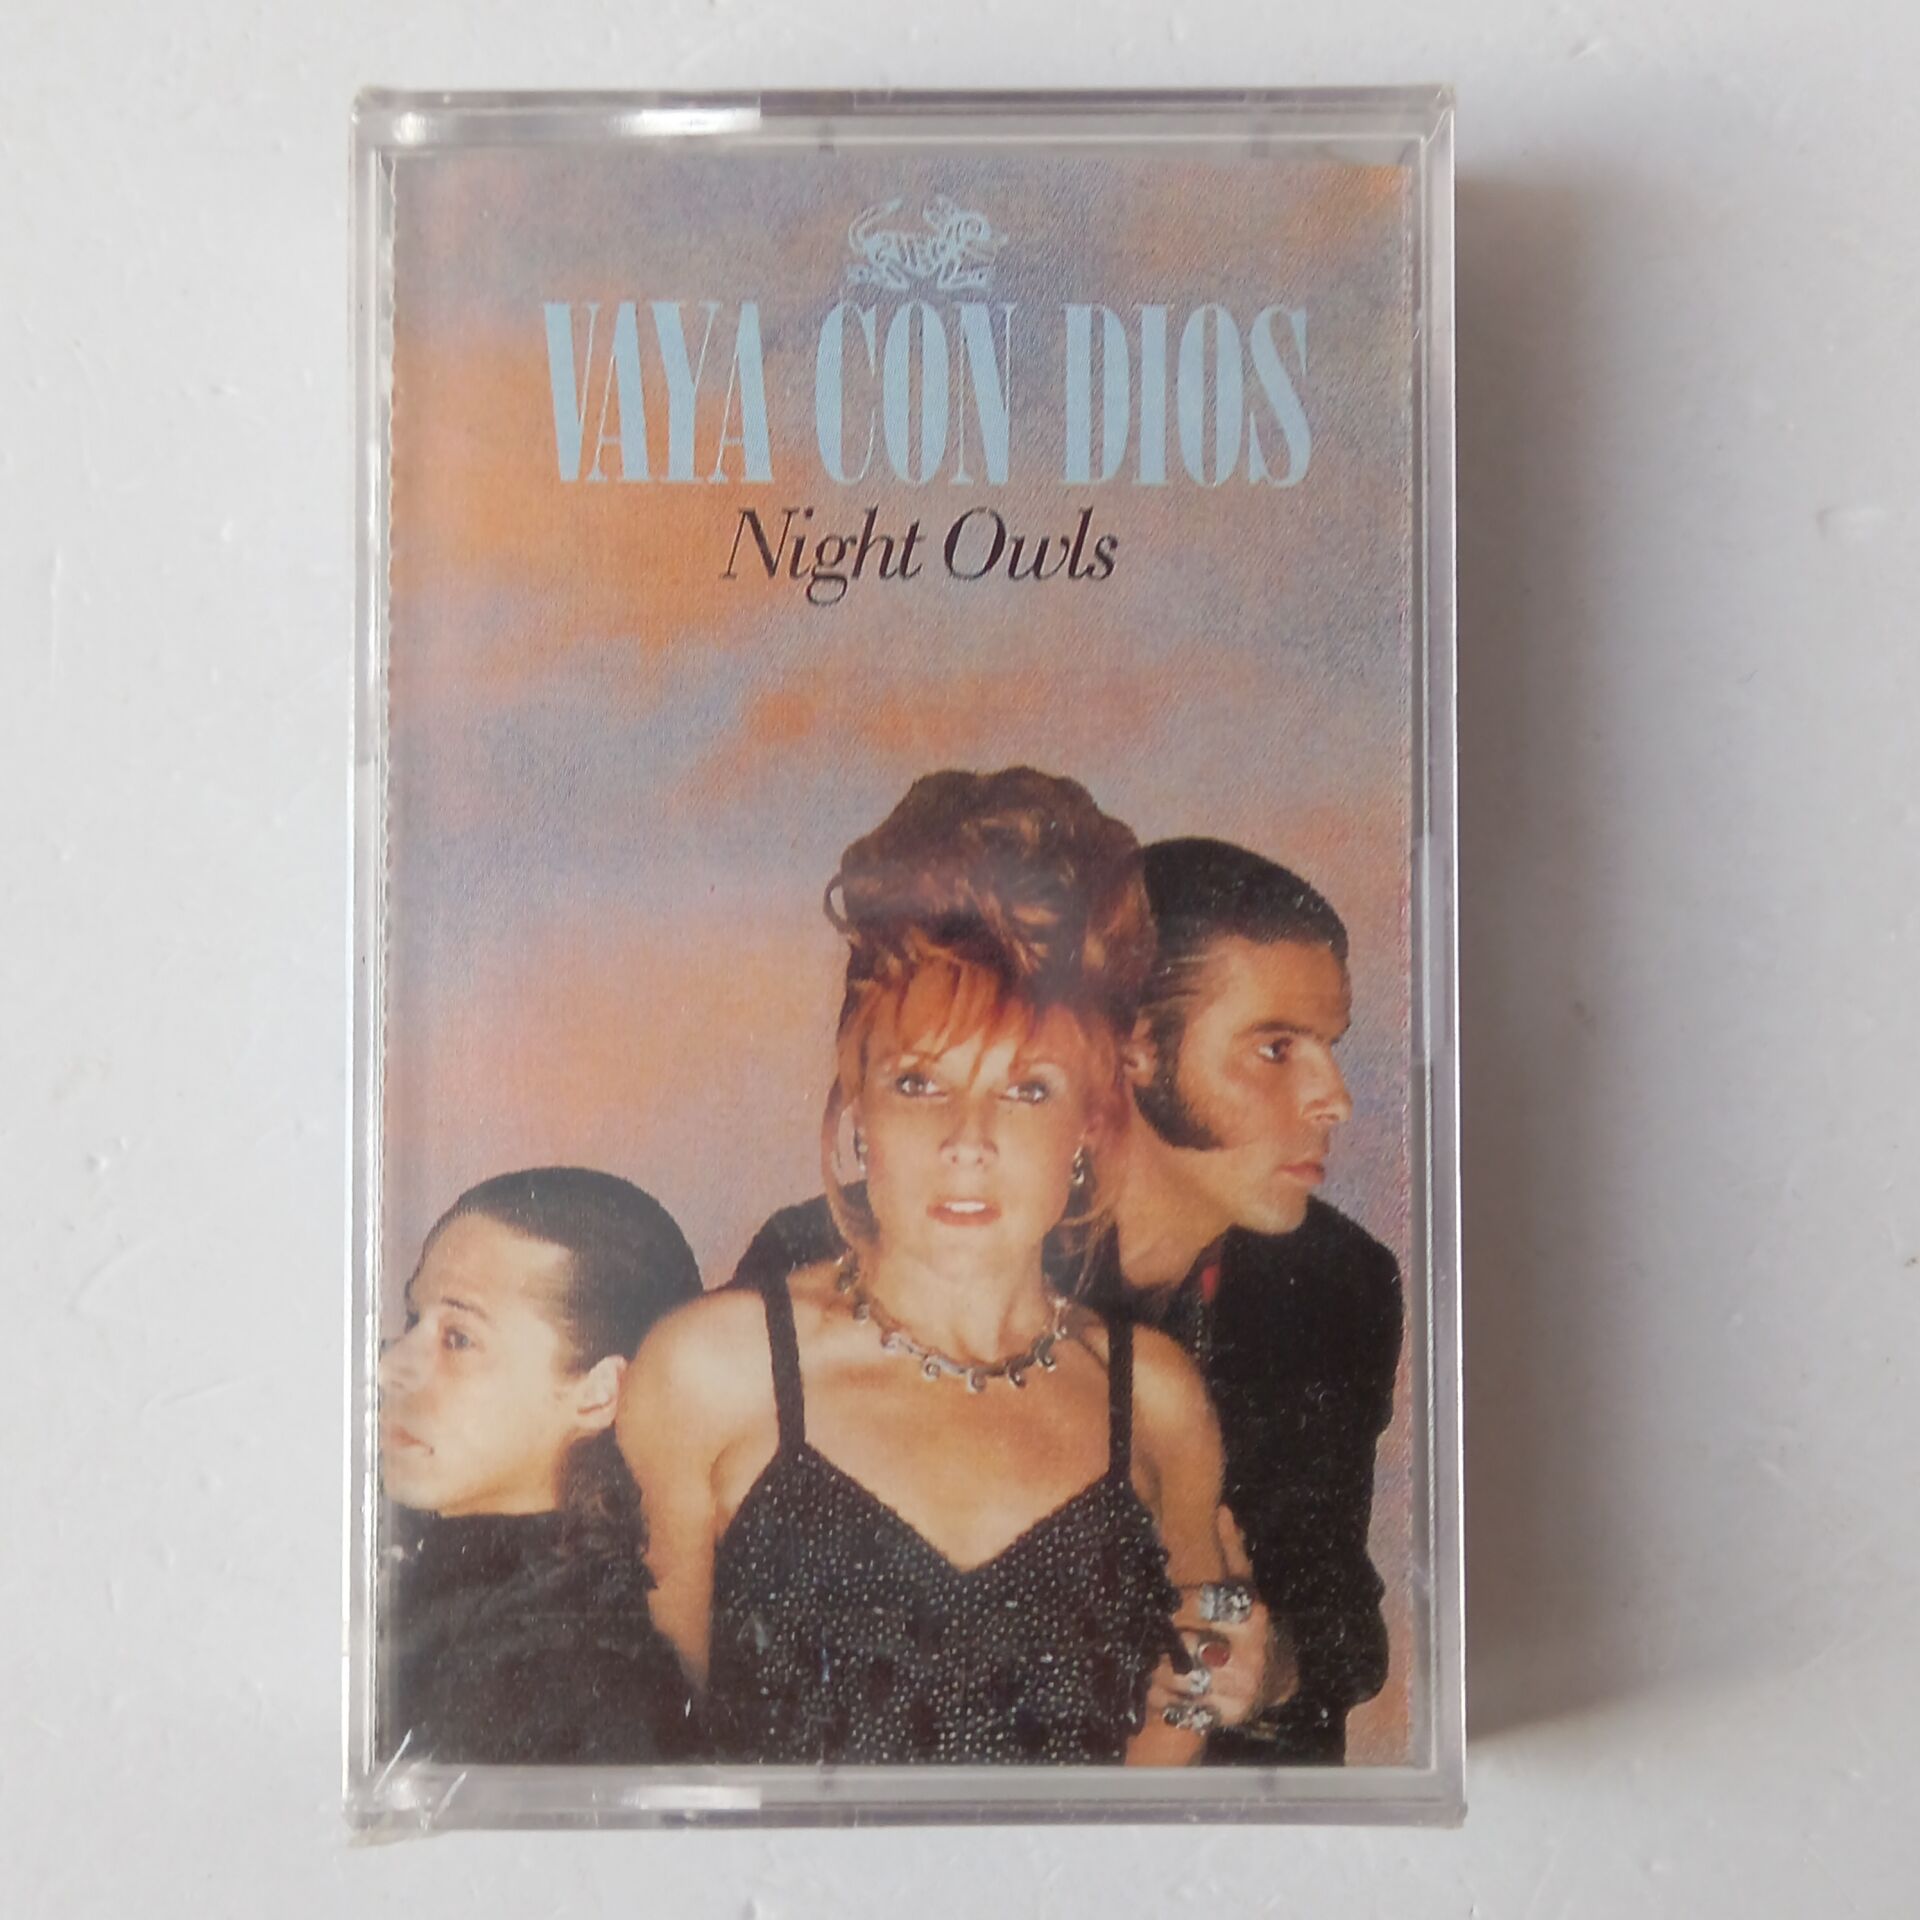 VAYA CON DIOS
Night Owls